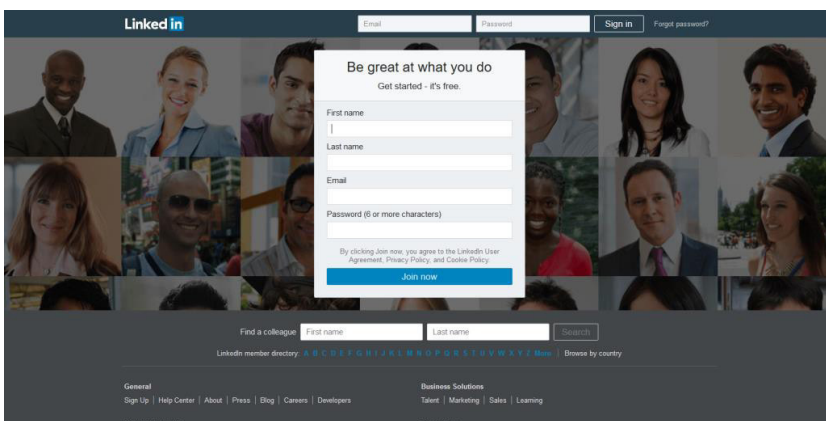 Linked in
Email
Password
Sign in
Forgot password?
Be great at what you do
Get started - it's free.
First name
Last name
Email
Password (6 or more characters)
By clicking Join now, you agree to the LinkedIn User
Agreement, Privacy Policy, and Cookie Policy
Join now
Find a colleague First name Last name Search
LinkedIn member directory: A B C D E F G H I J K L M N O P Q R S T U V W X Y Z More | Browse by country
General
Sign Up | Help Center | About | Press | Blog | Careers | Developers
Business Solutions
Talent | Marketing | Sales | Learning